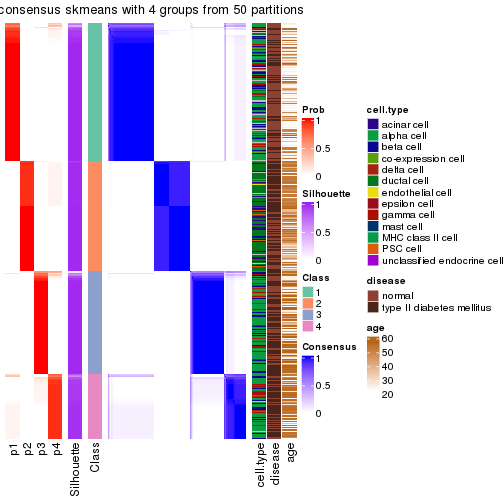 consensus skmeans with 4 groups from 50 partitions
Prob
1
0.5
0
Silhouette
1
0.5
0
Class
1
2
3
4
Consensus
1
0.5
0
cell.type
acinar cell
alpha cell
beta cell
co-expression cell
delta cell
ductal cell
endothelial cell
epsilon cell
gamma cell
mast cell
MHC class II cell
PSC cell
unclassified endocrine cell
disease
normal
type II diabetes mellitus
age
60
50
40
30
20
p1
p2
p3
p4
Silhouette
Class
cell.type
disease
age